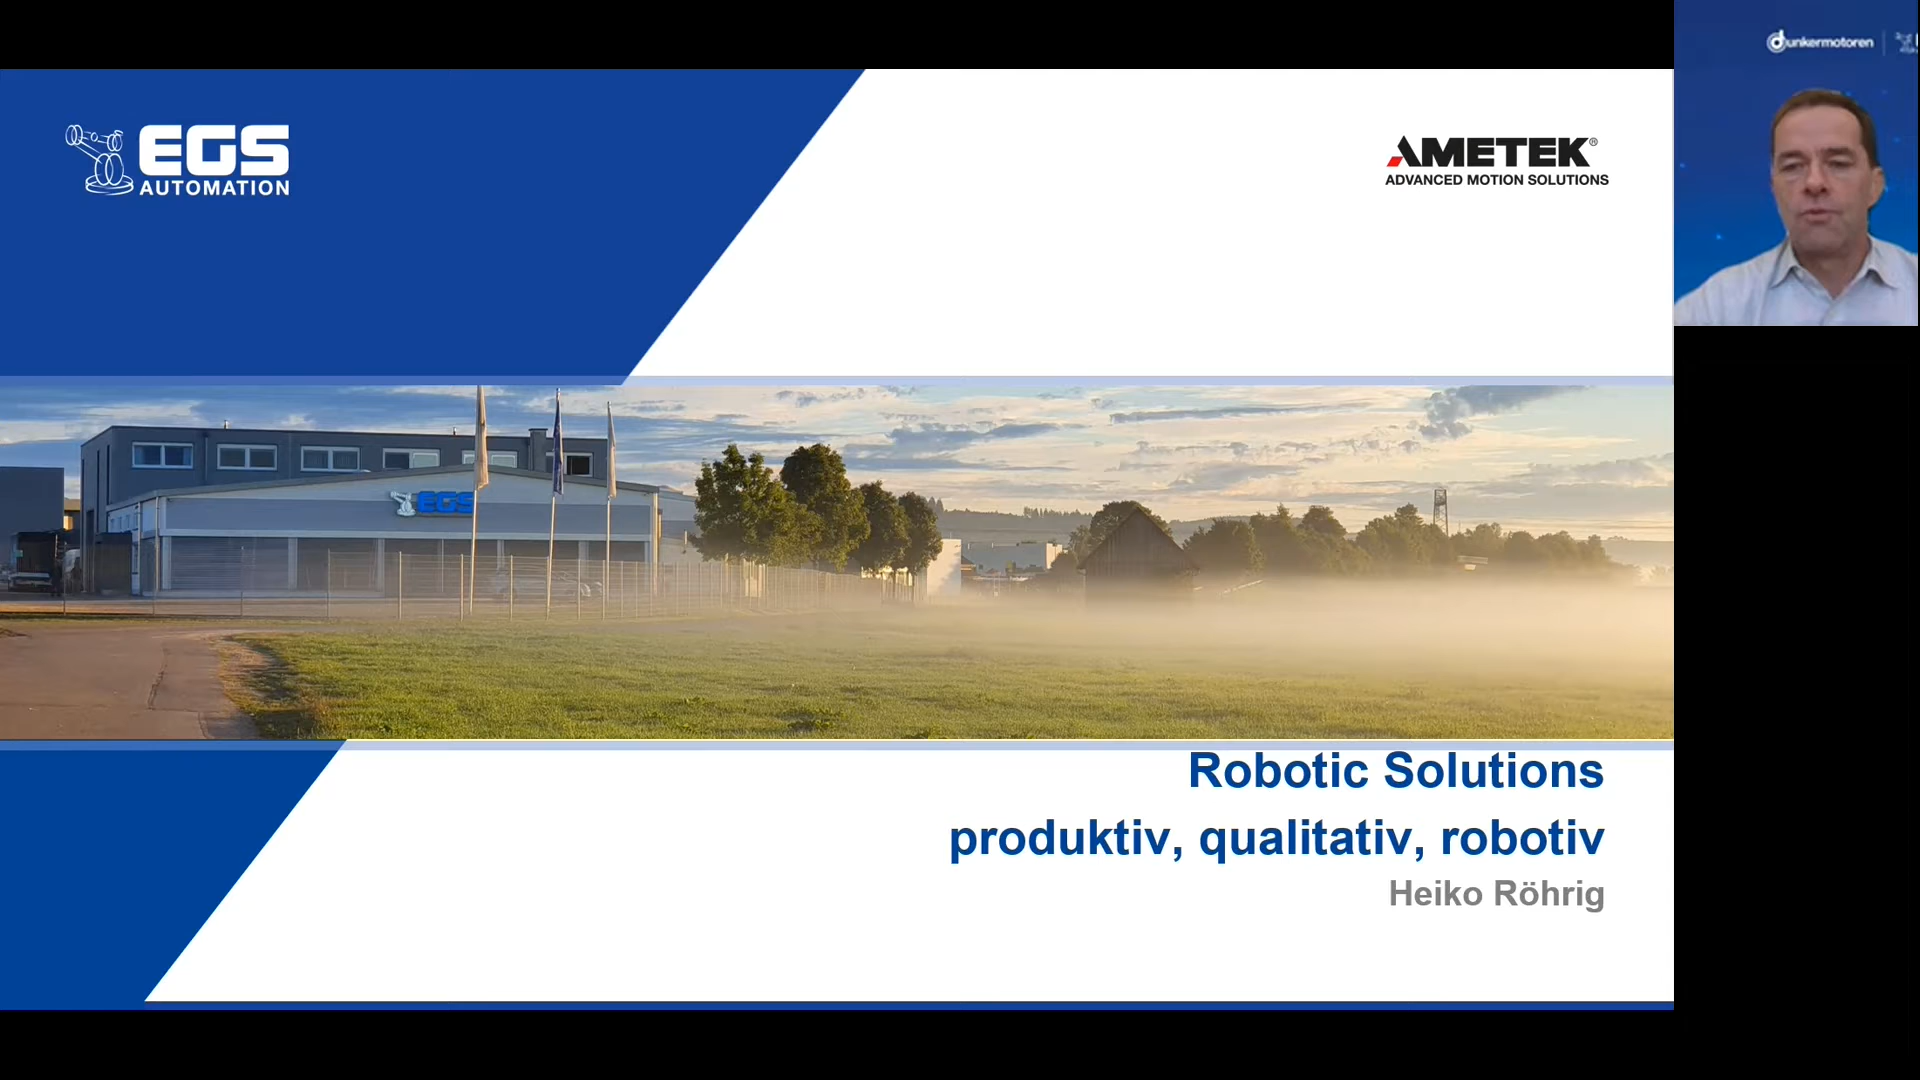 EGS
AUTOMATION
AMETEK®
ADVANCED MOTION SOLUTIONS
dunkermotoren
EGS
Robotic Solutions
produktiv, qualitativ, robotiv
Heiko Röhrig